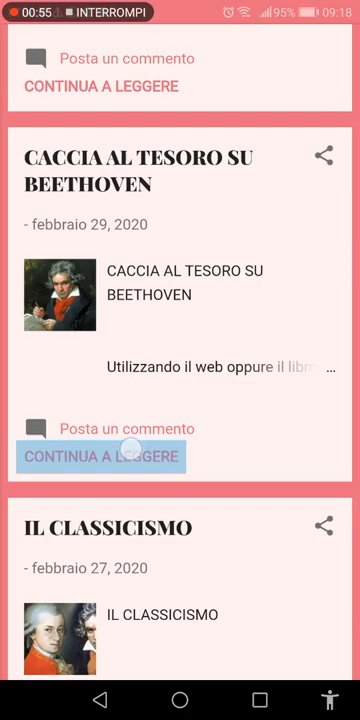 00:55 INTERROMPI 95% 09:18
Posta un commento
CONTINUA A LEGGERE
CACCIA AL TESORO SU
BEETHOVEN
- febbraio 29, 2020
CACCIA AL TESORO SU
BEETHOVEN
Utilizzando il web oppure il libro ...
Posta un commento
CONTINUA A LEGGERE
IL CLASSICISMO
- febbraio 27, 2020
IL CLASSICISMO